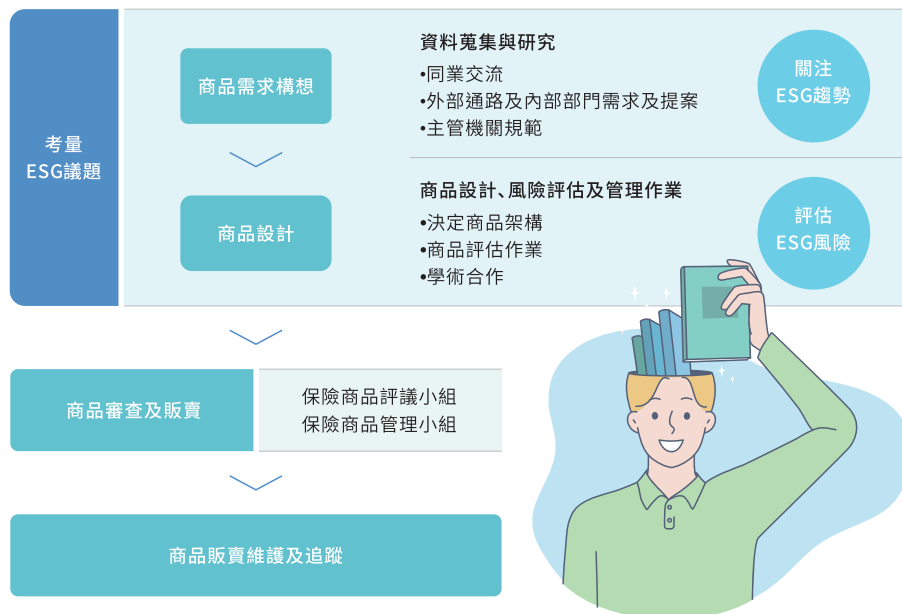 考量
ESG議題
商品需求構想
資料蒐集與研究
•同業交流
•外部通路及內部部門需求及提案
•主管機關規範
關注
ESG趨勢
商品設計
商品設計、風險評估及管理作業
•決定商品架構
•商品評估作業
•學術合作
評估
ESG風險
商品審查及販賣
保險商品評議小組
保險商品管理小組
商品販賣維護及追蹤